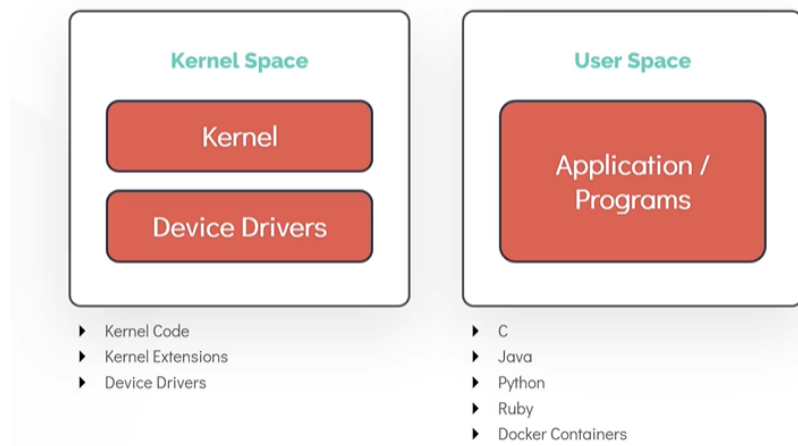 Kernel Space
Kernel
Device Drivers
Kernel Code
Kernel Extensions
Device Drivers
User Space
Application /
Programs
C
Java
Python
Ruby
Docker Containers